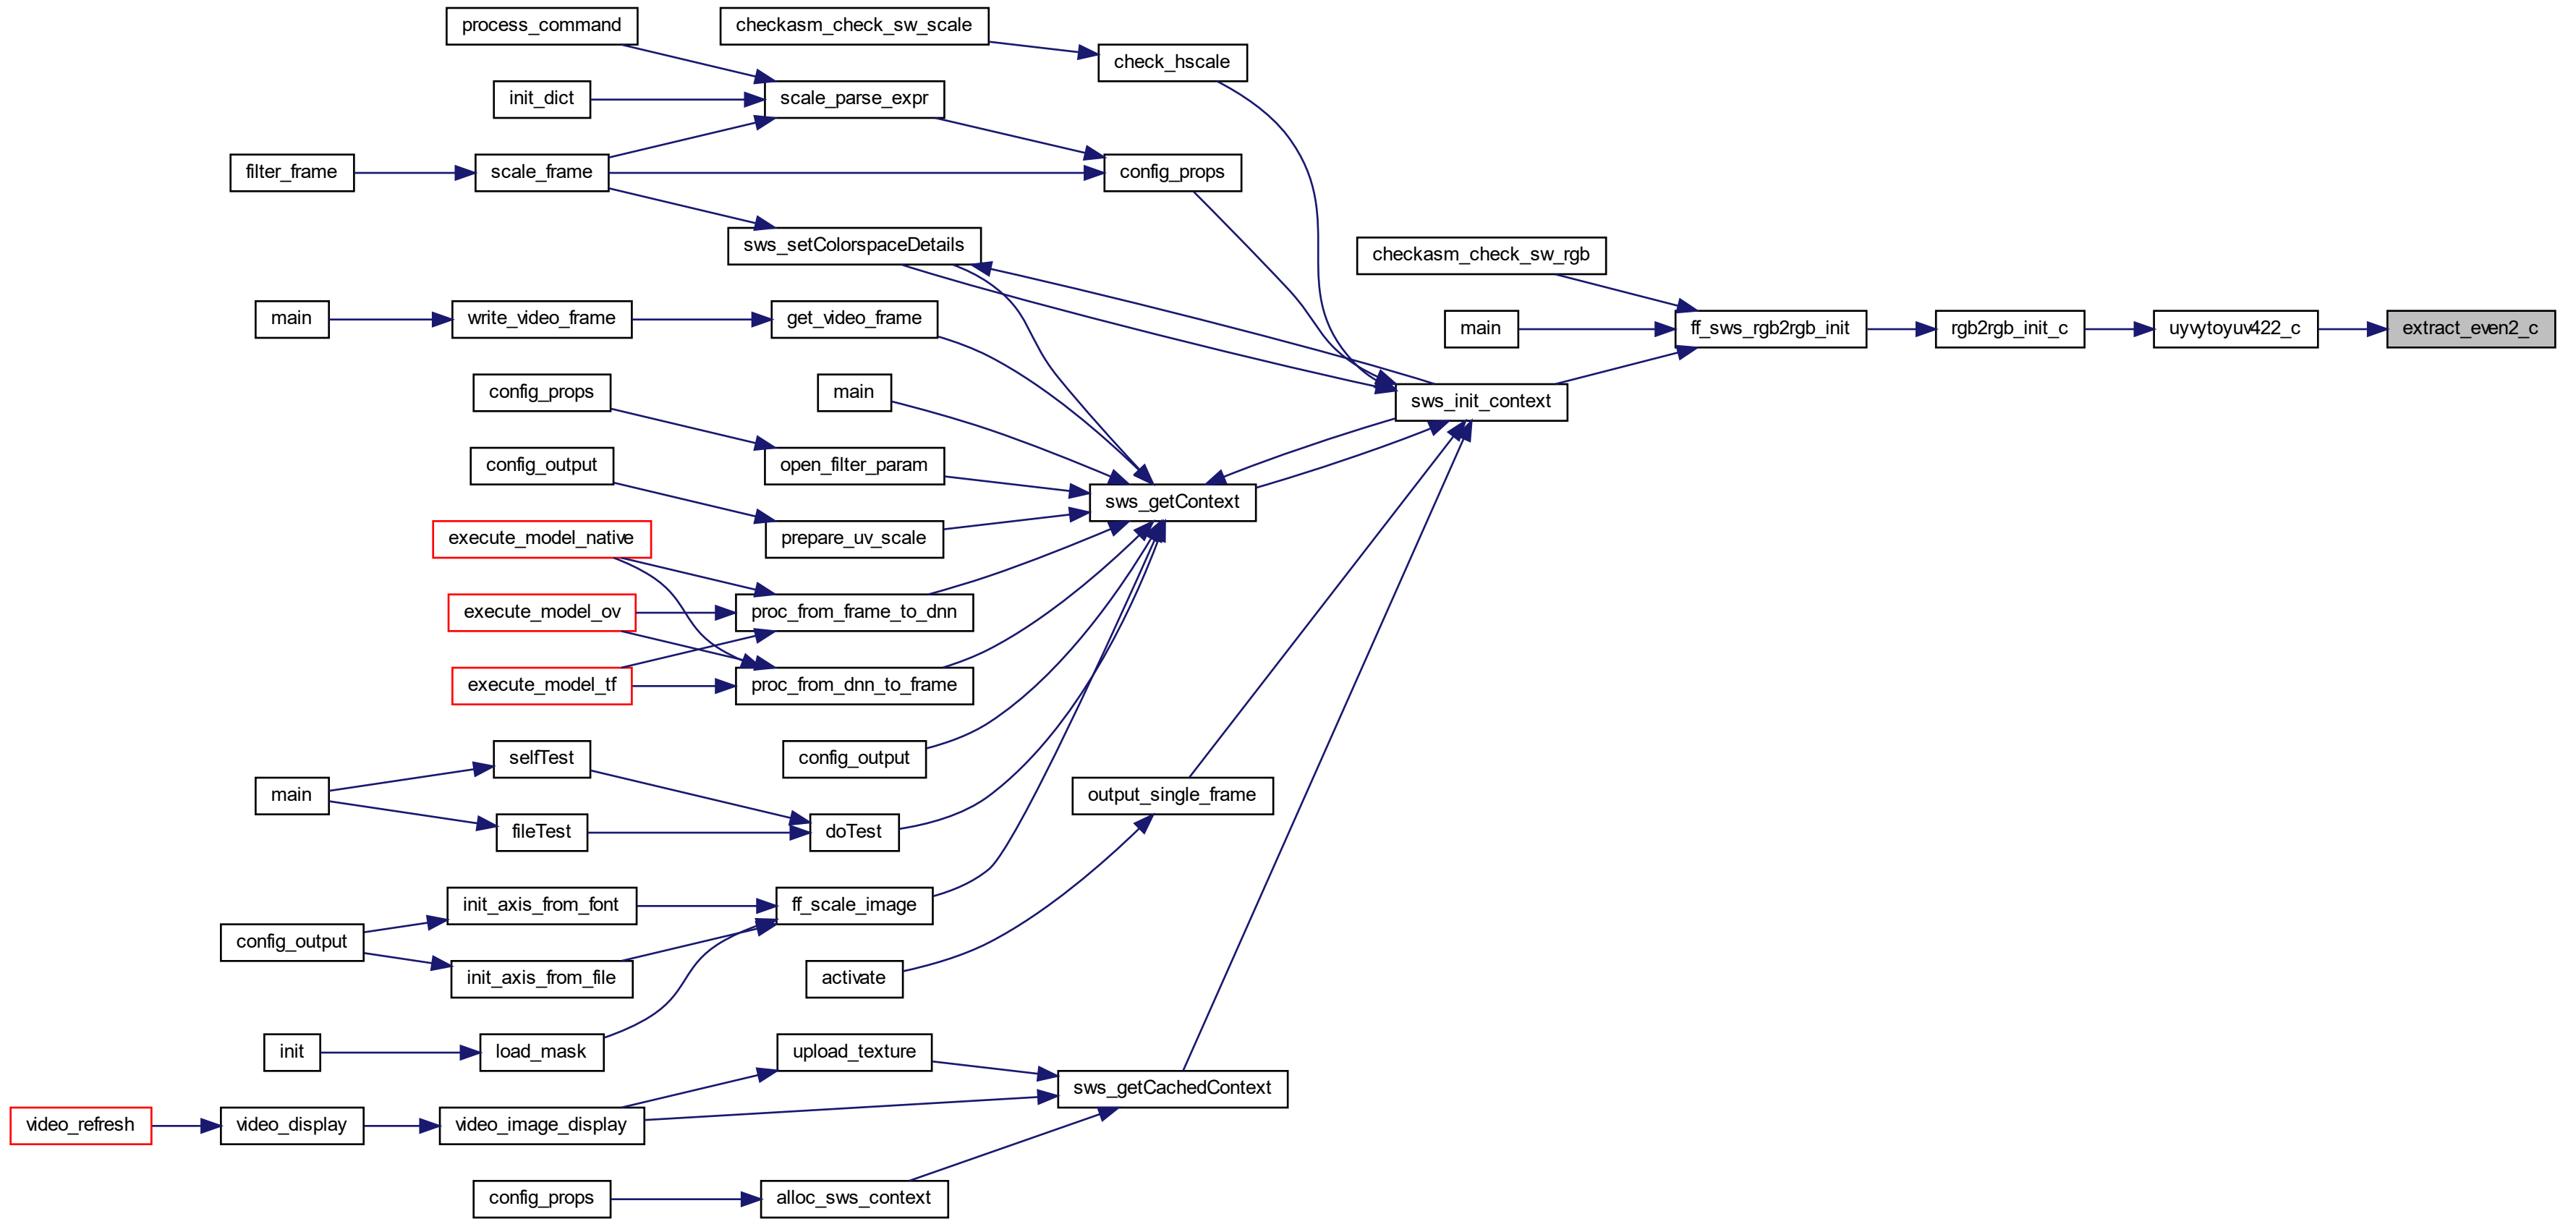 process_command
checkasm_check_sw_scale
check_hscale
init_dict
scale_parse_expr
filter_frame
scale_frame
config_props
sws_setColorspaceDetails
checkasm_check_sw_rgb
main
write_video_frame
get_video_frame
main
ff_sws_rgb2rgb_init
rgb2rgb_init_c
uyvytoyuv422_c
extract_even2_c
config_props
main
sws_init_context
config_output
open_filter_param
sws_getContext
execute_model_native
prepare_uv_scale
execute_model_ov
proc_from_frame_to_dnn
execute_model_tf
proc_from_dnn_to_frame
selfTest
config_output
main
output_single_frame
fileTest
doTest
init_axis_from_font
ff_scale_image
config_output
init_axis_from_file
activate
init
load_mask
upload_texture
sws_getCachedContext
video_refresh
video_display
video_image_display
config_props
alloc_sws_context